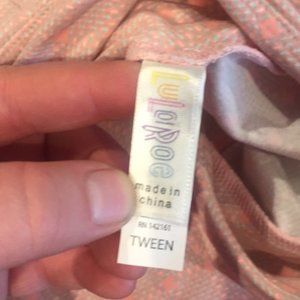 LuLaRoe
made in
china
RN 142161
TWEEN